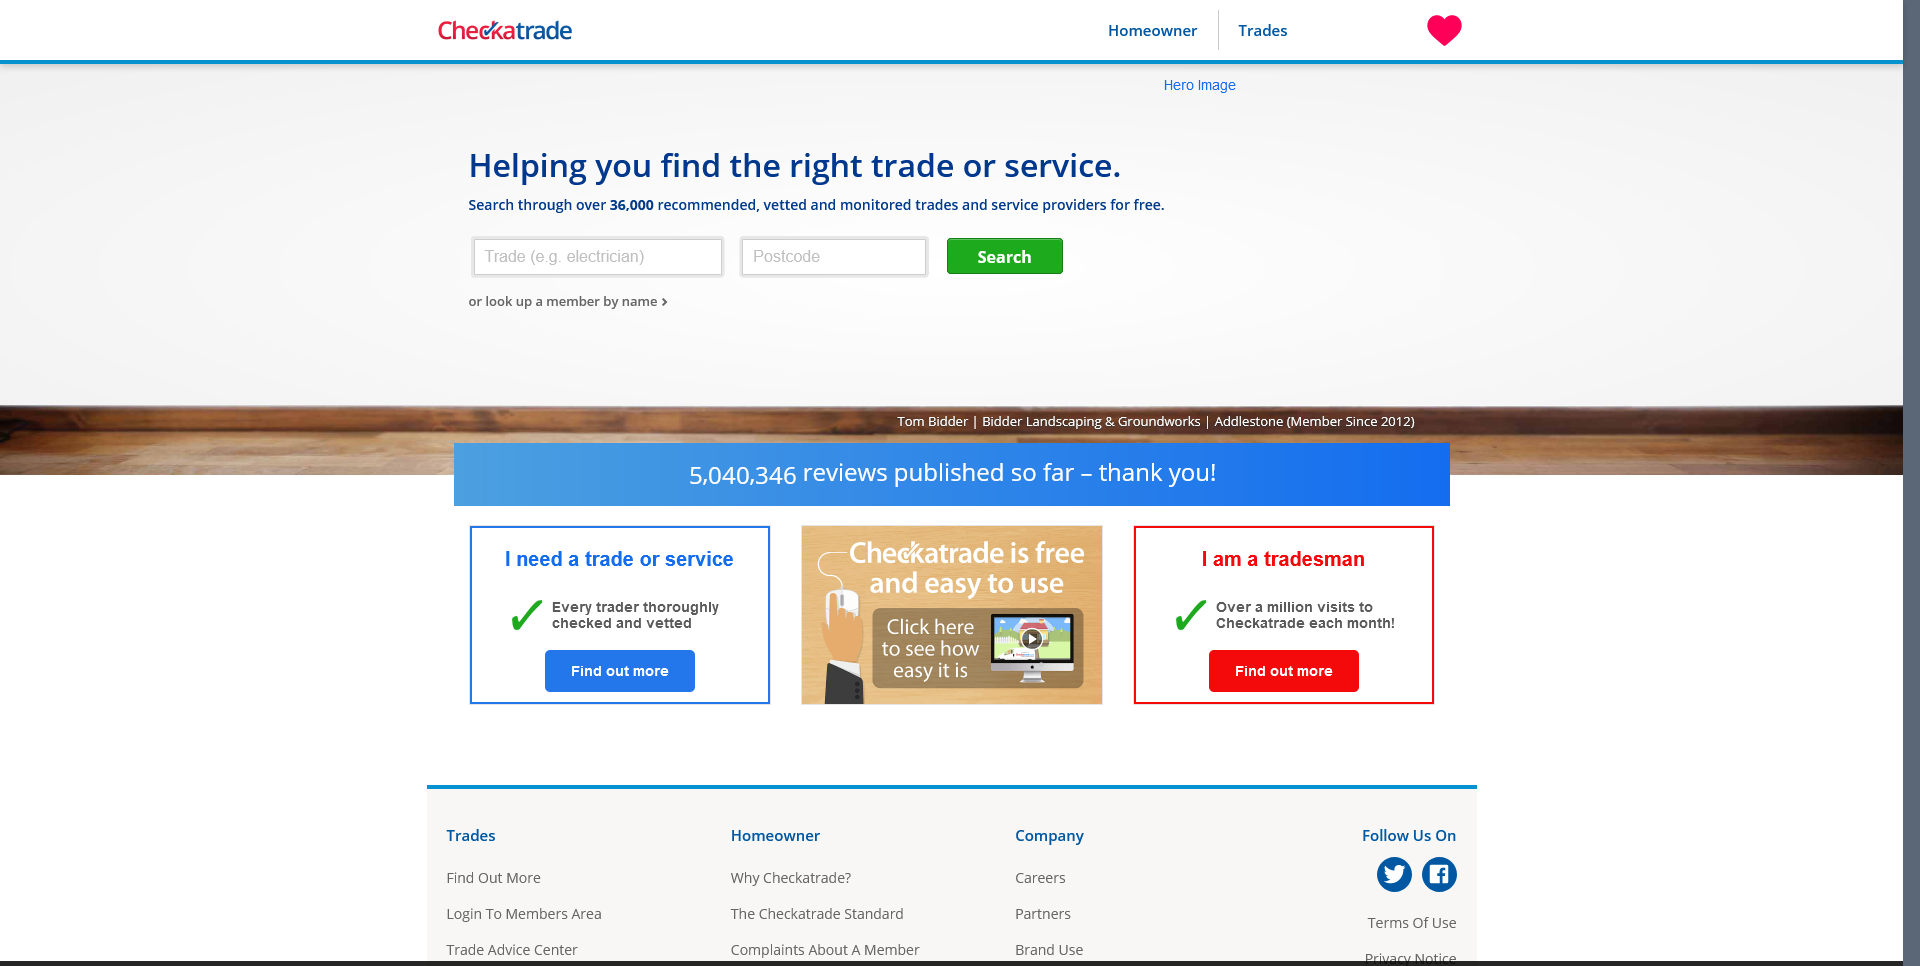 Checkatrade
Homeowner
Trades
Hero Image
Helping you find the right trade or service.
Search through over 36,000 recommended, vetted and monitored trades and service providers for free.
Trade (e.g. electrician)
Postcode
Search
or look up a member by name ›
Tom Bidder | Bidder Landscaping & Groundworks | Addlestone (Member Since 2012)
5,040,346 reviews published so far – thank you!
I need a trade or service
Every trader thoroughly
checked and vetted
Find out more
Checkatrade is free
and easy to use
Click here
to see how
easy it is
I am a tradesman
Over a million visits to
Checkatrade each month!
Find out more
Trades
Find Out More
Login To Members Area
Trade Advice Center
Homeowner
Why Checkatrade?
The Checkatrade Standard
Complaints About A Member
Company
Careers
Partners
Brand Use
Follow Us On
Terms Of Use
Privacy Notice